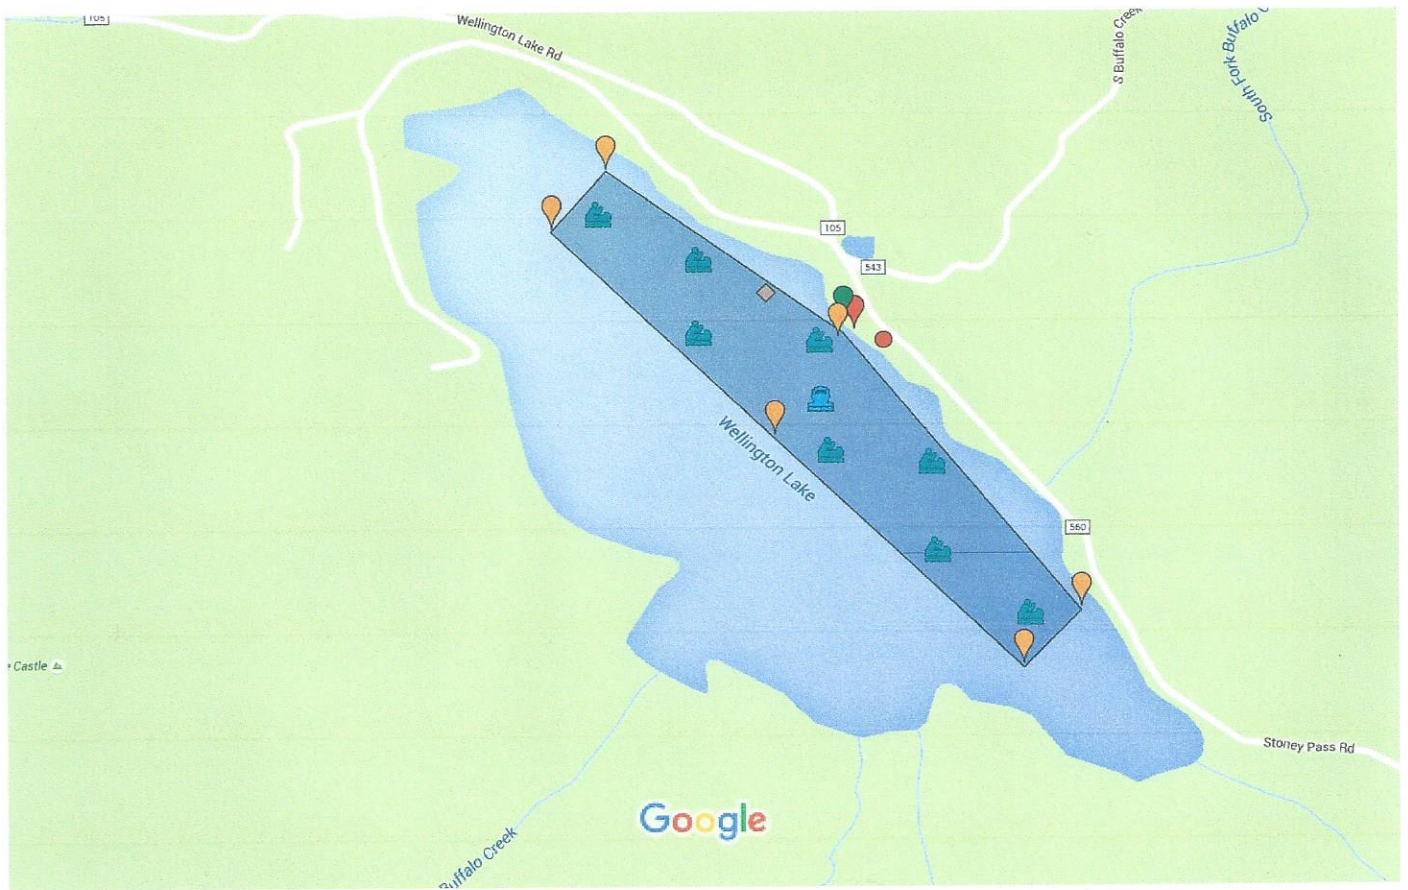 105
Wellington Lake Rd
S Buffalo Creek
South Fork Buffalo C
105
543
Wellington Lake
560
e Castle
Stoney Pass Rd
Google
Buffalo Creek